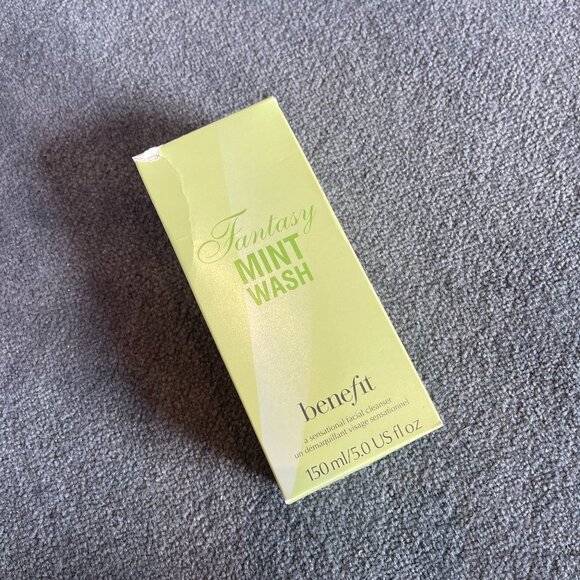 Fantasy
MINT
WASH
benefit
a sensational facial cleanser
un démaquillant visage sensationnel
150 ml/5.0 US fl oz